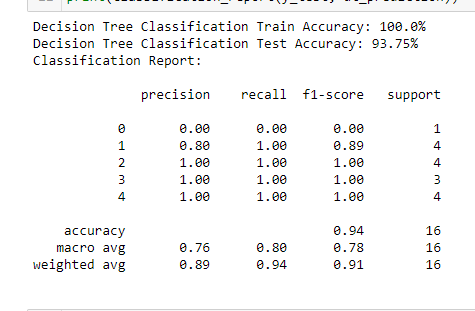 Decision Tree Classification Train Accuracy: 100.0%
Decision Tree Classification Test Accuracy: 93.75%
Classification Report:
precision recall f1-score support
0 0.00 0.00 0.00 1
1 0.80 1.00 0.89 4
2 1.00 1.00 1.00 4
3 1.00 1.00 1.00 3
4 1.00 1.00 1.00 4
accuracy 0.94 16
macro avg 0.76 0.80 0.78 16
weighted avg 0.89 0.94 0.91 16